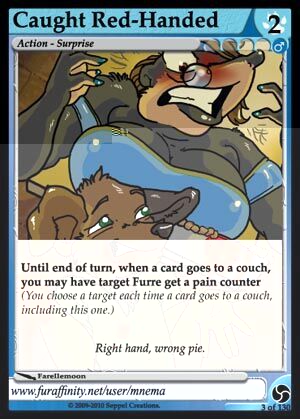 Caught Red-Handed
2
Action - Surprise
Until end of turn, when a card goes to a couch,
you may have target Furre get a pain counter
(You choose a target each time a card goes to a couch,
including this one.)
Right hand, wrong pie.
Farellemoon
www.furaffinity.net/user/mnema
© 2009-2010 Seppel Creations.
3 of 130